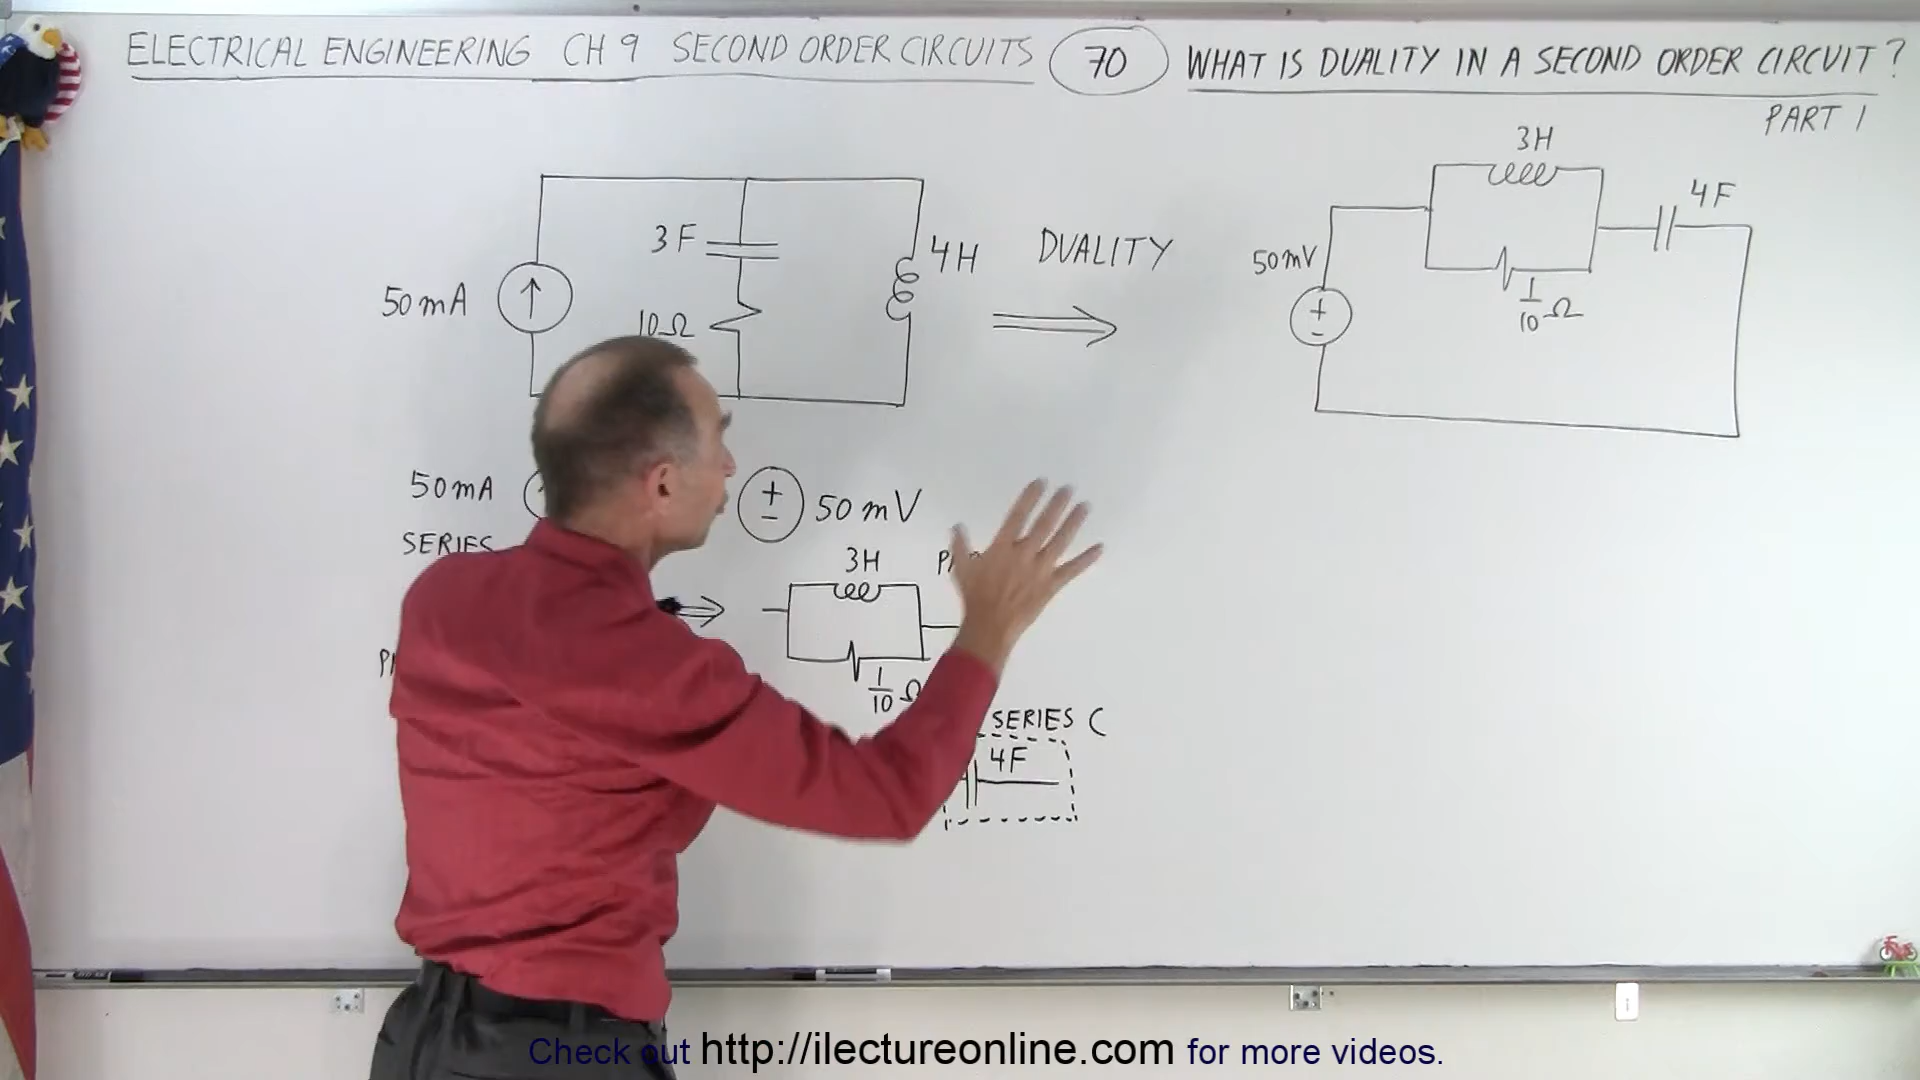 ELECTRICAL ENGINEERING CH 9 SECOND ORDER CIRCUITS 70 WHAT IS DUALITY IN A SECOND ORDER CIRCUIT?
PART 1
3H
4F
3F
4H
DUALITY
50mV
50mA
10Ω
+
-
1/10 Ω
50mA
+
-
50mV
SERIES
3H
1/10 Ω
SERIES C
4F
Check out http://ilectureonline.com for more videos.